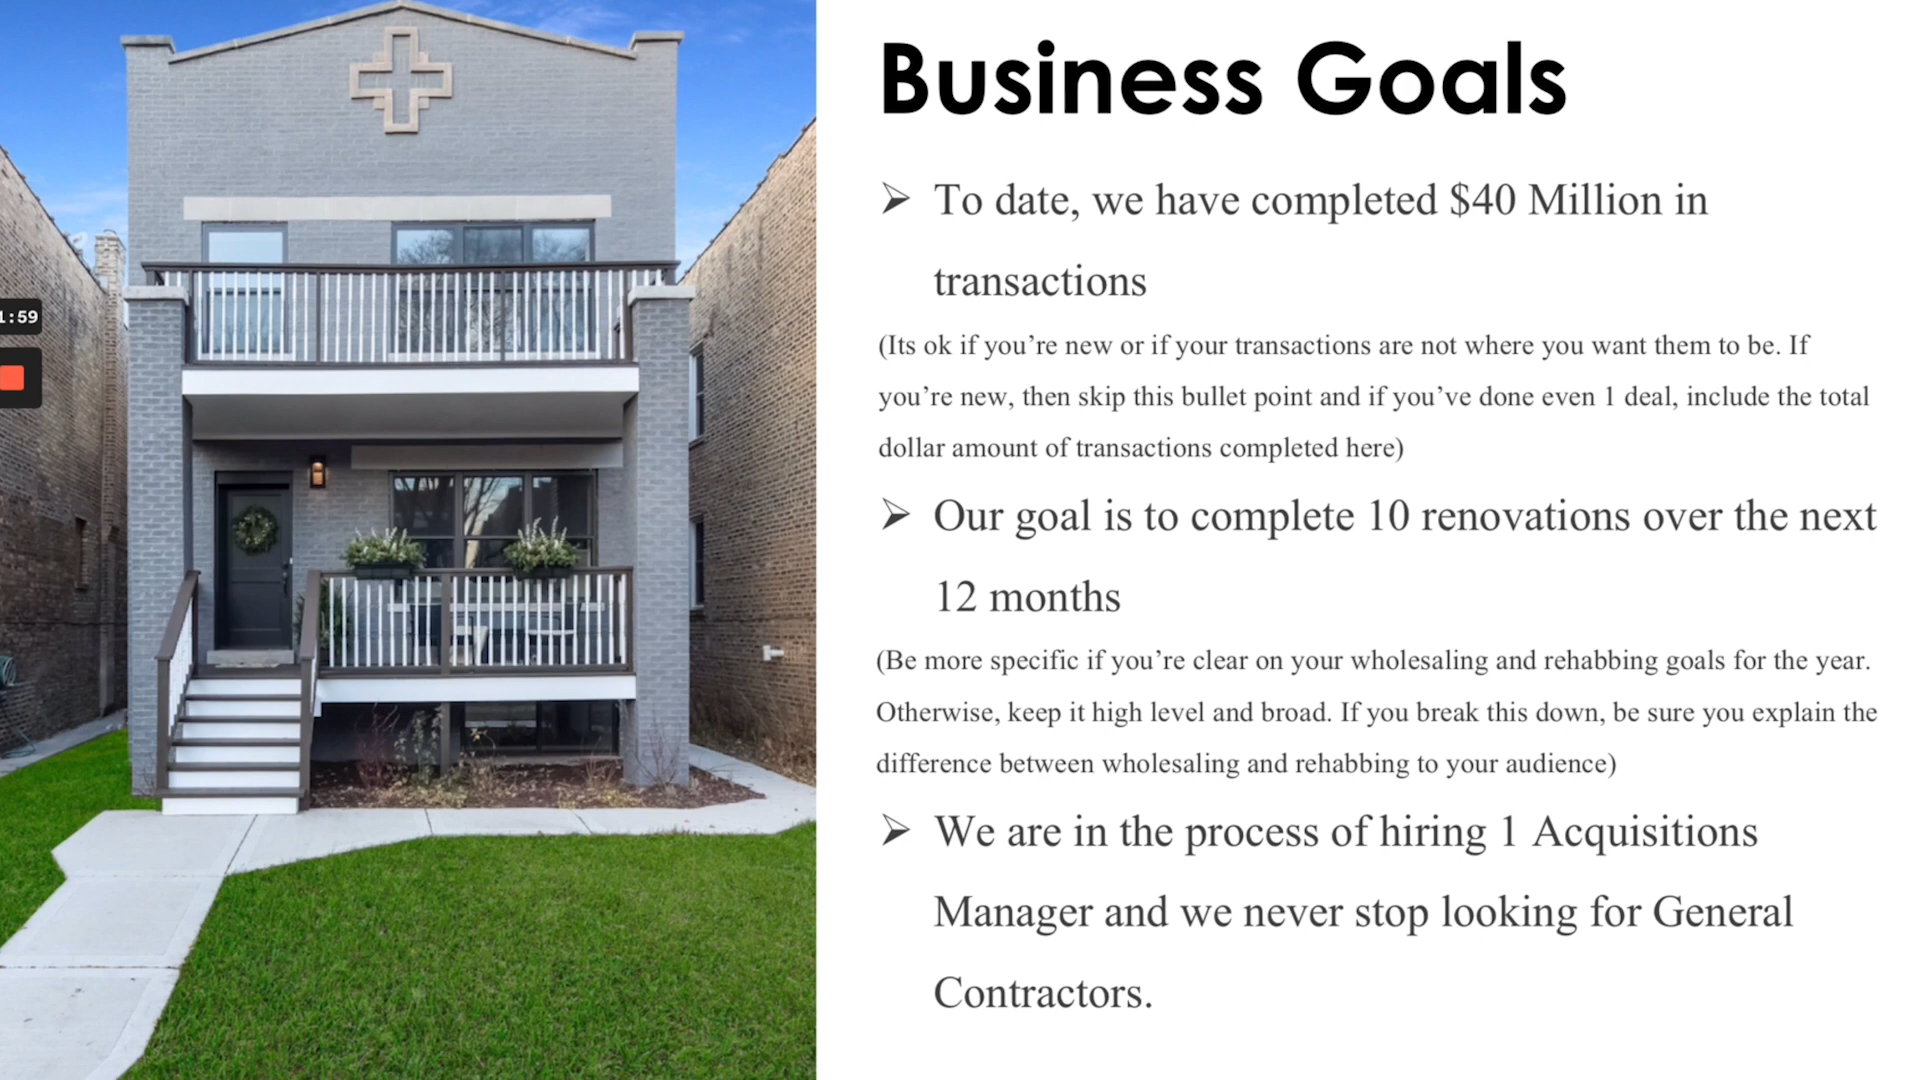 Business Goals
➢ To date, we have completed $40 Million in
transactions
(Its ok if you’re new or if your transactions are not where you want them to be. If
you’re new, then skip this bullet point and if you’ve done even 1 deal, include the total
dollar amount of transactions completed here)
➢ Our goal is to complete 10 renovations over the next
12 months
(Be more specific if you’re clear on your wholesaling and rehabbing goals for the year.
Otherwise, keep it high level and broad. If you break this down, be sure you explain the
difference between wholesaling and rehabbing to your audience)
➢ We are in the process of hiring 1 Acquisitions
Manager and we never stop looking for General
Contractors.
1:59